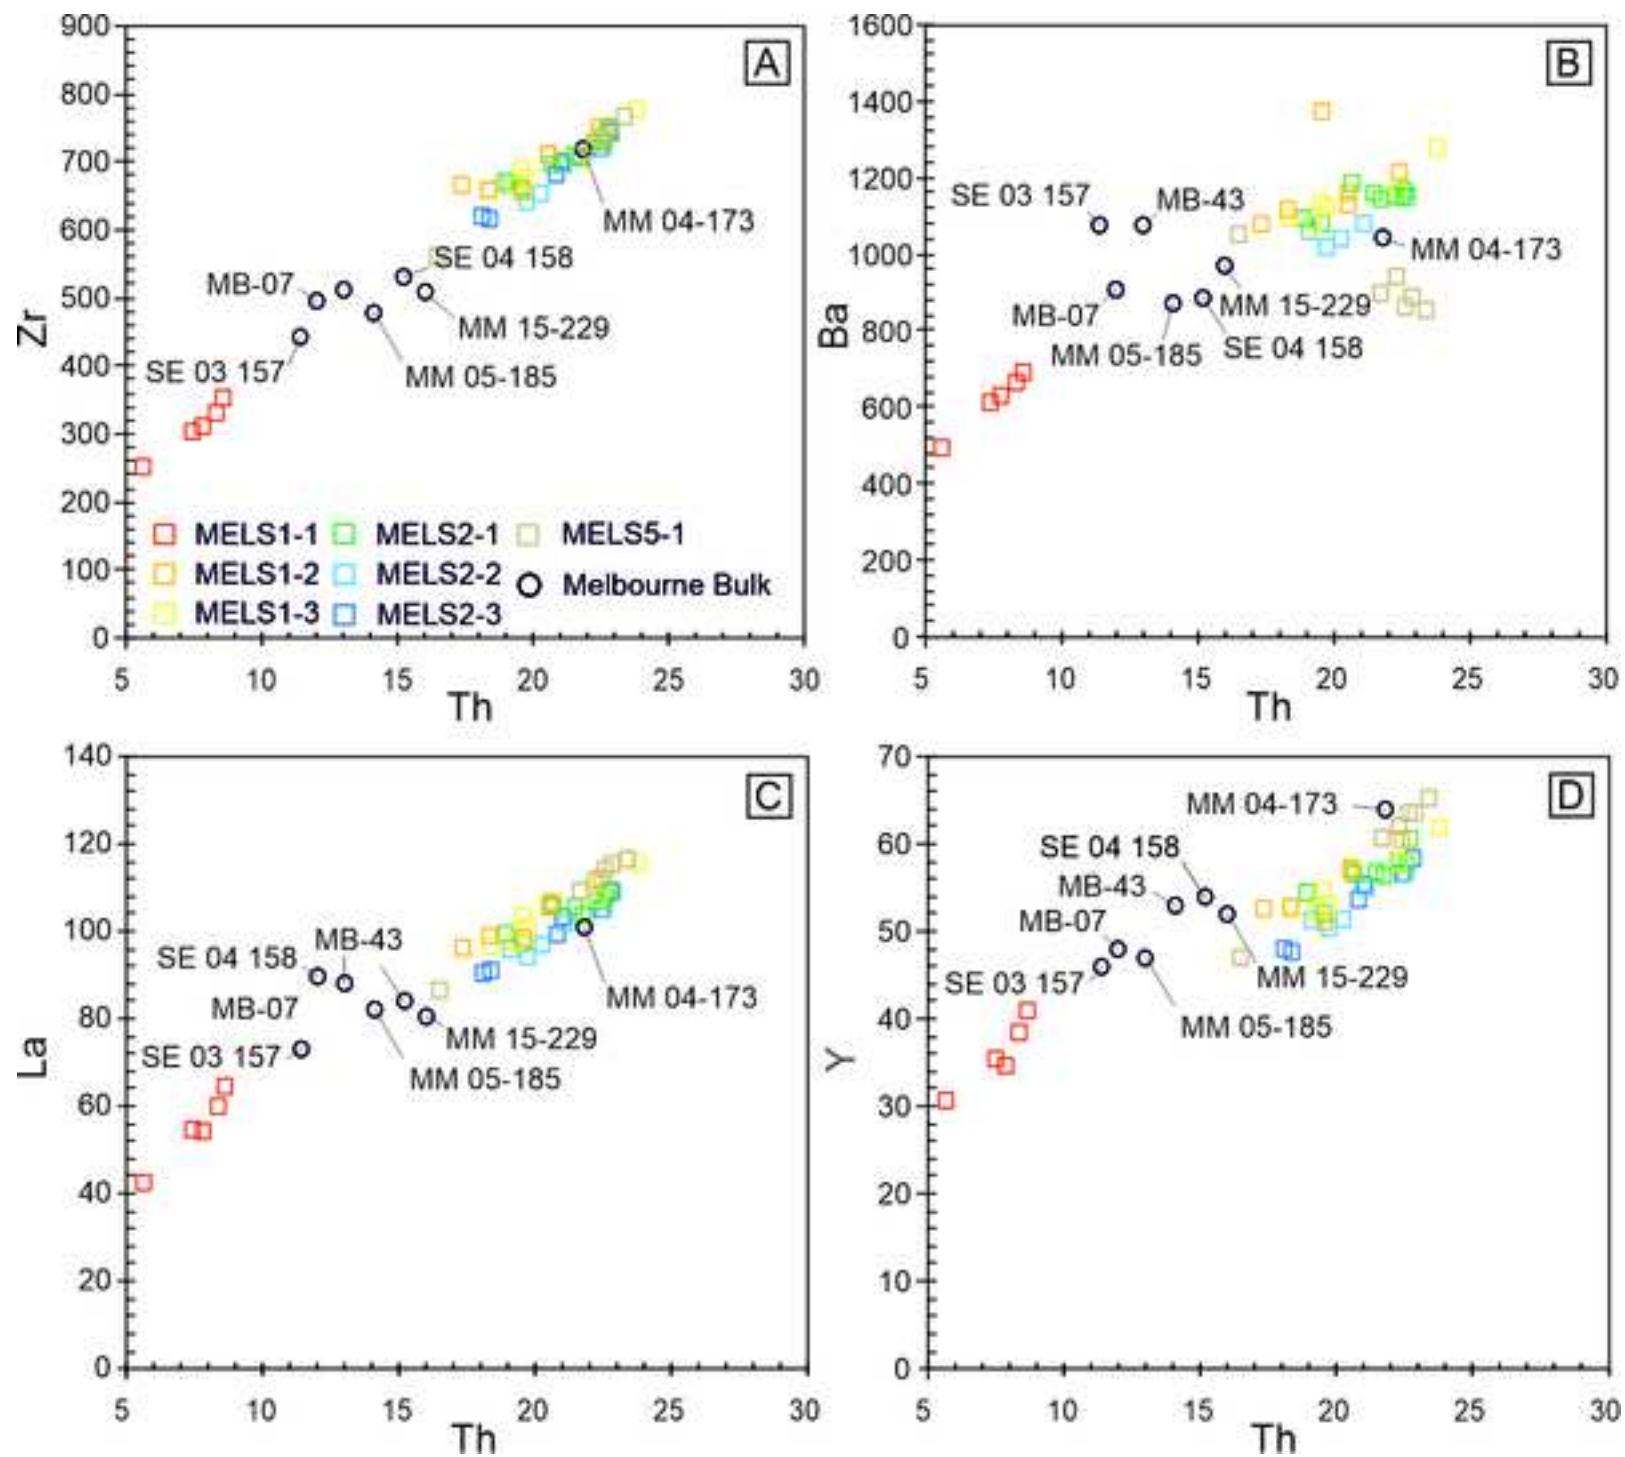 900
800
700
600
500
400
300
200
100
0
Zr
A
MM 04-173
SE 04 158
MB-07
MM 15-229
SE 03 157
MM 05-185
MELS1-1 MELS2-1 MELS5-1
MELS1-2 MELS2-2 Melbourne Bulk
MELS1-3 MELS2-3
5 10 15 20 25 30
Th
1600
1400
1200
1000
800
600
400
200
0
Ba
B
SE 03 157 MB-43
MM 04-173
MB-07 MM 15-229
MM 05-185 SE 04 158
5 10 15 20 25 30
Th
140
120
100
80
60
40
20
0
La
C
MB-43
SE 04 158
MM 04-173
MB-07
MM 15-229
SE 03 157
MM 05-185
5 10 15 20 25 30
Th
70
60
50
40
30
20
10
0
Y
D
MM 04-173
SE 04 158
MB-43
MB-07
MM 15-229
SE 03 157
MM 05-185
5 10 15 20 25 30
Th